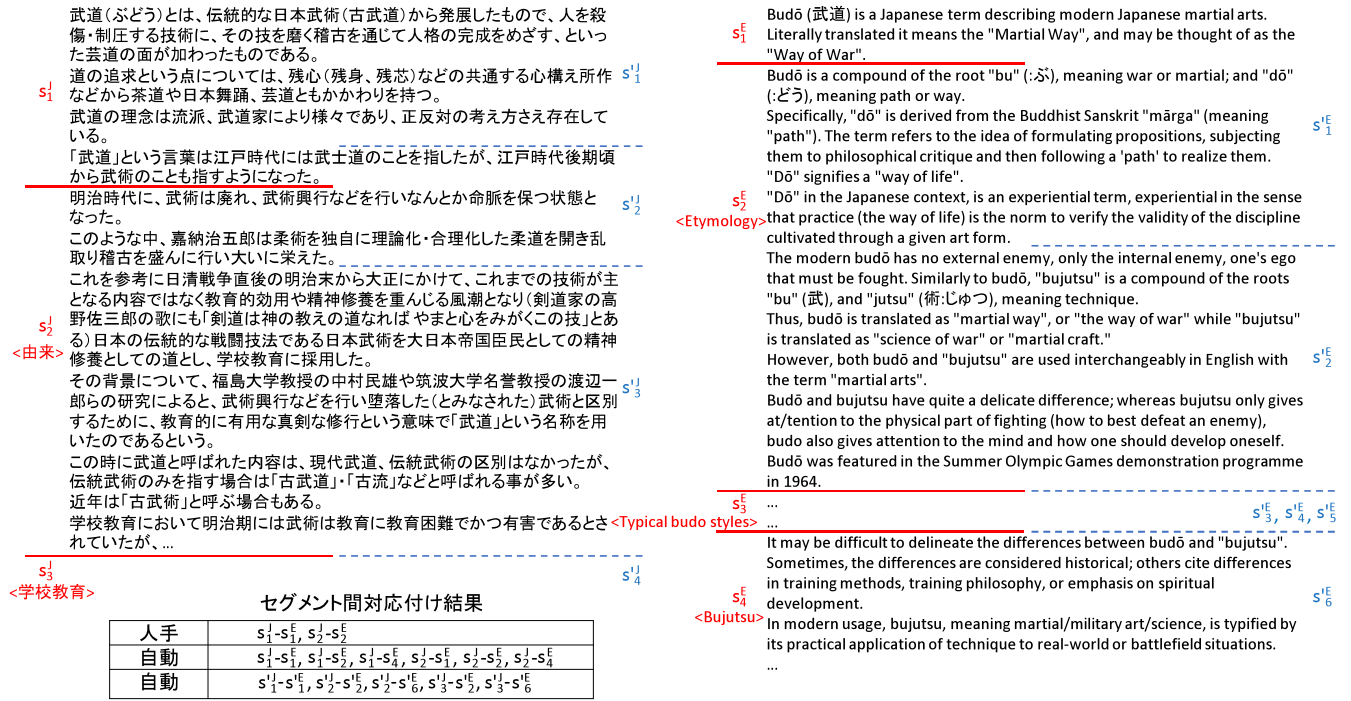 武道（ぶどう）とは、伝統的な日本武術（古武道）から発展したもので、人を殺
傷・制圧する技術に、その技を磨く稽古を通じて人格の完成をめざす、といっ
た芸道の面が加わったものである。
道の追求という点については、残心（残身、残芯）などの共通する心構え所作
などから茶道や日本舞踊、芸道ともかかわりを持つ。
武道の理念は流派、武道家により様々であり、正反対の考え方さえ存在して
いる。
「武道」という言葉は江戸時代には武士道のことを指したが、江戸時代後期頃
から武術のことも指すようになった。
s1J
s'1J
明治時代に、武術は廃れ、武術興行などを行いなんとか命脈を保つ状態と
なった。
このような中、嘉納治五郎は柔術を独自に理論化・合理化した柔道を開き乱
取り稽古を盛んに行い大いに栄えた。
s'2J
これを参考に日清戦争直後の明治末から大正にかけて、これまでの技術が主
となる内容ではなく教育的効用や精神修養を重んじる風潮となり（剣道家の高
野佐三郎の歌にも「剣道は神の教えの道なれば やまと心をみがくこの技」とあ
る）日本の伝統的な戦闘技法である日本武術を大日本帝国臣民としての精神
修養としての道とし、学校教育に採用した。
その背景について、福島大学教授の中村民雄や筑波大学名誉教授の渡辺一
郎らの研究によると、武術興行などを行い堕落した（とみなされた）武術と区別
するために、教育的に有用な真剣な修行という意味で「武道」という名称を用
いたのであるという。
この時に武道と呼ばれた内容は、現代武道、伝統武術の区別はなかったが、
伝統武術のみを指す場合は「古武道」・「古流」などと呼ばれる事が多い。
近年は「古武術」と呼ぶ場合もある。
学校教育において明治期には武術は教育に教育困難でかつ有害であるとさ
れていたが、...
s2J
<由来>
s'3J
s3J
<学校教育>
s'4J
セグメント間対応付け結果
人手 s1J-s1E, s2J-s2E
自動 s1J-s1E, s1J-s2E, s1J-s4E, s2J-s1E, s2J-s2E, s2J-s4E
自動 s'1J-s'1E, s'2J-s'2E, s'2J-s'6E, s'3J-s'2E, s'3J-s'6E
Budō (武道) is a Japanese term describing modern Japanese martial arts.
Literally translated it means the "Martial Way", and may be thought of as the
"Way of War".
s1E
Budō is a compound of the root "bu" (:ぶ), meaning war or martial; and "dō"
(:どう), meaning path or way.
Specifically, "dō" is derived from the Buddhist Sanskrit "mārga" (meaning
"path"). The term refers to the idea of formulating propositions, subjecting
them to philosophical critique and then following a 'path' to realize them.
"Dō" signifies a "way of life".
"Dō" in the Japanese context, is an experiential term, experiential in the sense
that practice (the way of life) is the norm to verify the validity of the discipline
cultivated through a given art form.
s'1E
s2E
<Etymology>
The modern budō has no external enemy, only the internal enemy, one's ego
that must be fought. Similarly to budō, "bujutsu" is a compound of the roots
"bu" (武), and "jutsu" (術:じゅつ), meaning technique.
Thus, budō is translated as "martial way", or "the way of war" while "bujutsu"
is translated as "science of war" or "martial craft."
However, both budō and "bujutsu" are used interchangeably in English with
the term "martial arts".
Budō and bujutsu have quite a delicate difference; whereas bujutsu only gives
at/tention to the physical part of fighting (how to best defeat an enemy),
budo also gives attention to the mind and how one should develop oneself.
Budō was featured in the Summer Olympic Games demonstration programme
in 1964.
s'2E
s3E
<Typical budo styles>
...
...
s'3E, s'4E, s'5E
It may be difficult to delineate the differences between budō and "bujutsu".
Sometimes, the differences are considered historical; others cite differences
in training methods, training philosophy, or emphasis on spiritual
development.
In modern usage, bujutsu, meaning martial/military art/science, is typified by
its practical application of technique to real-world or battlefield situations.
...
s4E
<Bujutsu>
s'6E